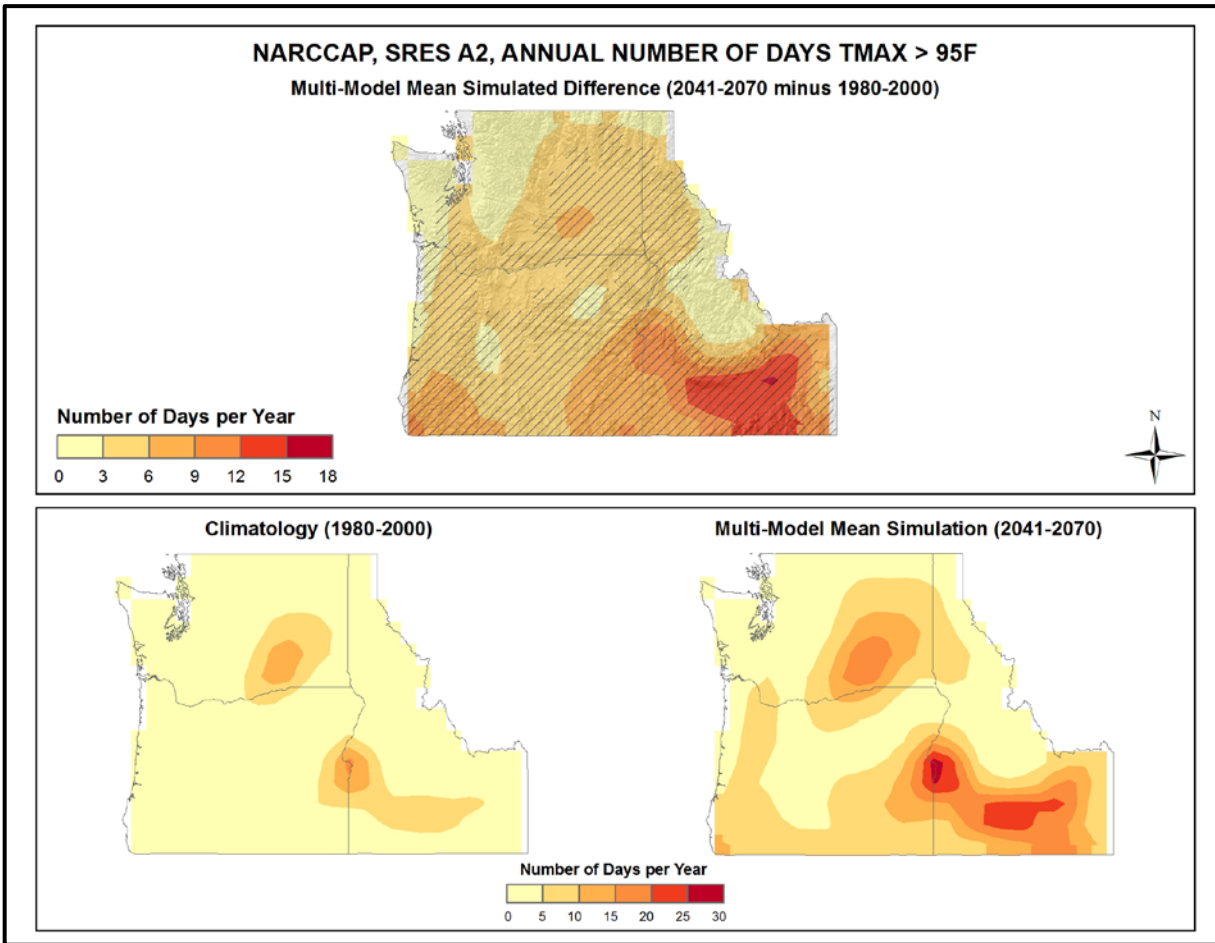 NARCCAP, SRES A2, ANNUAL NUMBER OF DAYS TMAX > 95F
Multi-Model Mean Simulated Difference (2041-2070 minus 1980-2000)
Number of Days per Year
0 3 6 9 12 15 18
N
Climatology (1980-2000)
Multi-Model Mean Simulation (2041-2070)
Number of Days per Year
0 5 10 15 20 25 30